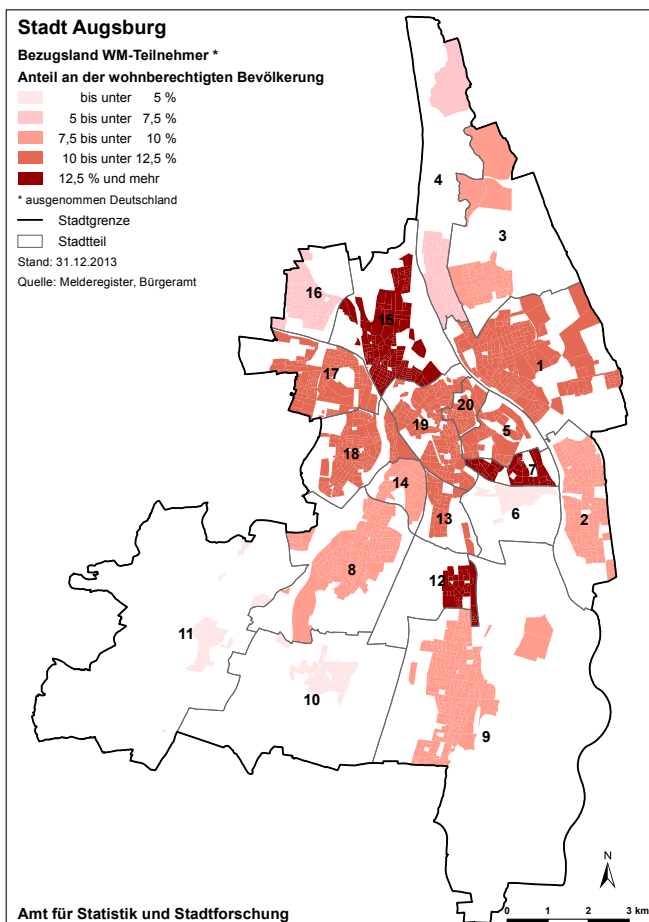 Stadt Augsburg
Bezugsland WM-Teilnehmer *
Anteil an der wohnberechtigten Bevölkerung
bis unter 5 %
5 bis unter 7,5 %
7,5 bis unter 10 %
10 bis unter 12,5 %
12,5 % und mehr
* ausgenommen Deutschland
Stadtgrenze
Stadtteil
Stand: 31.12.2013
Quelle: Melderegister, Bürgeramt
4
3
16
15
1
17
20
19
5
18
7
14
13
6
2
8
12
11
10
9
N
0 1 2 3 km
Amt für Statistik und Stadtforschung